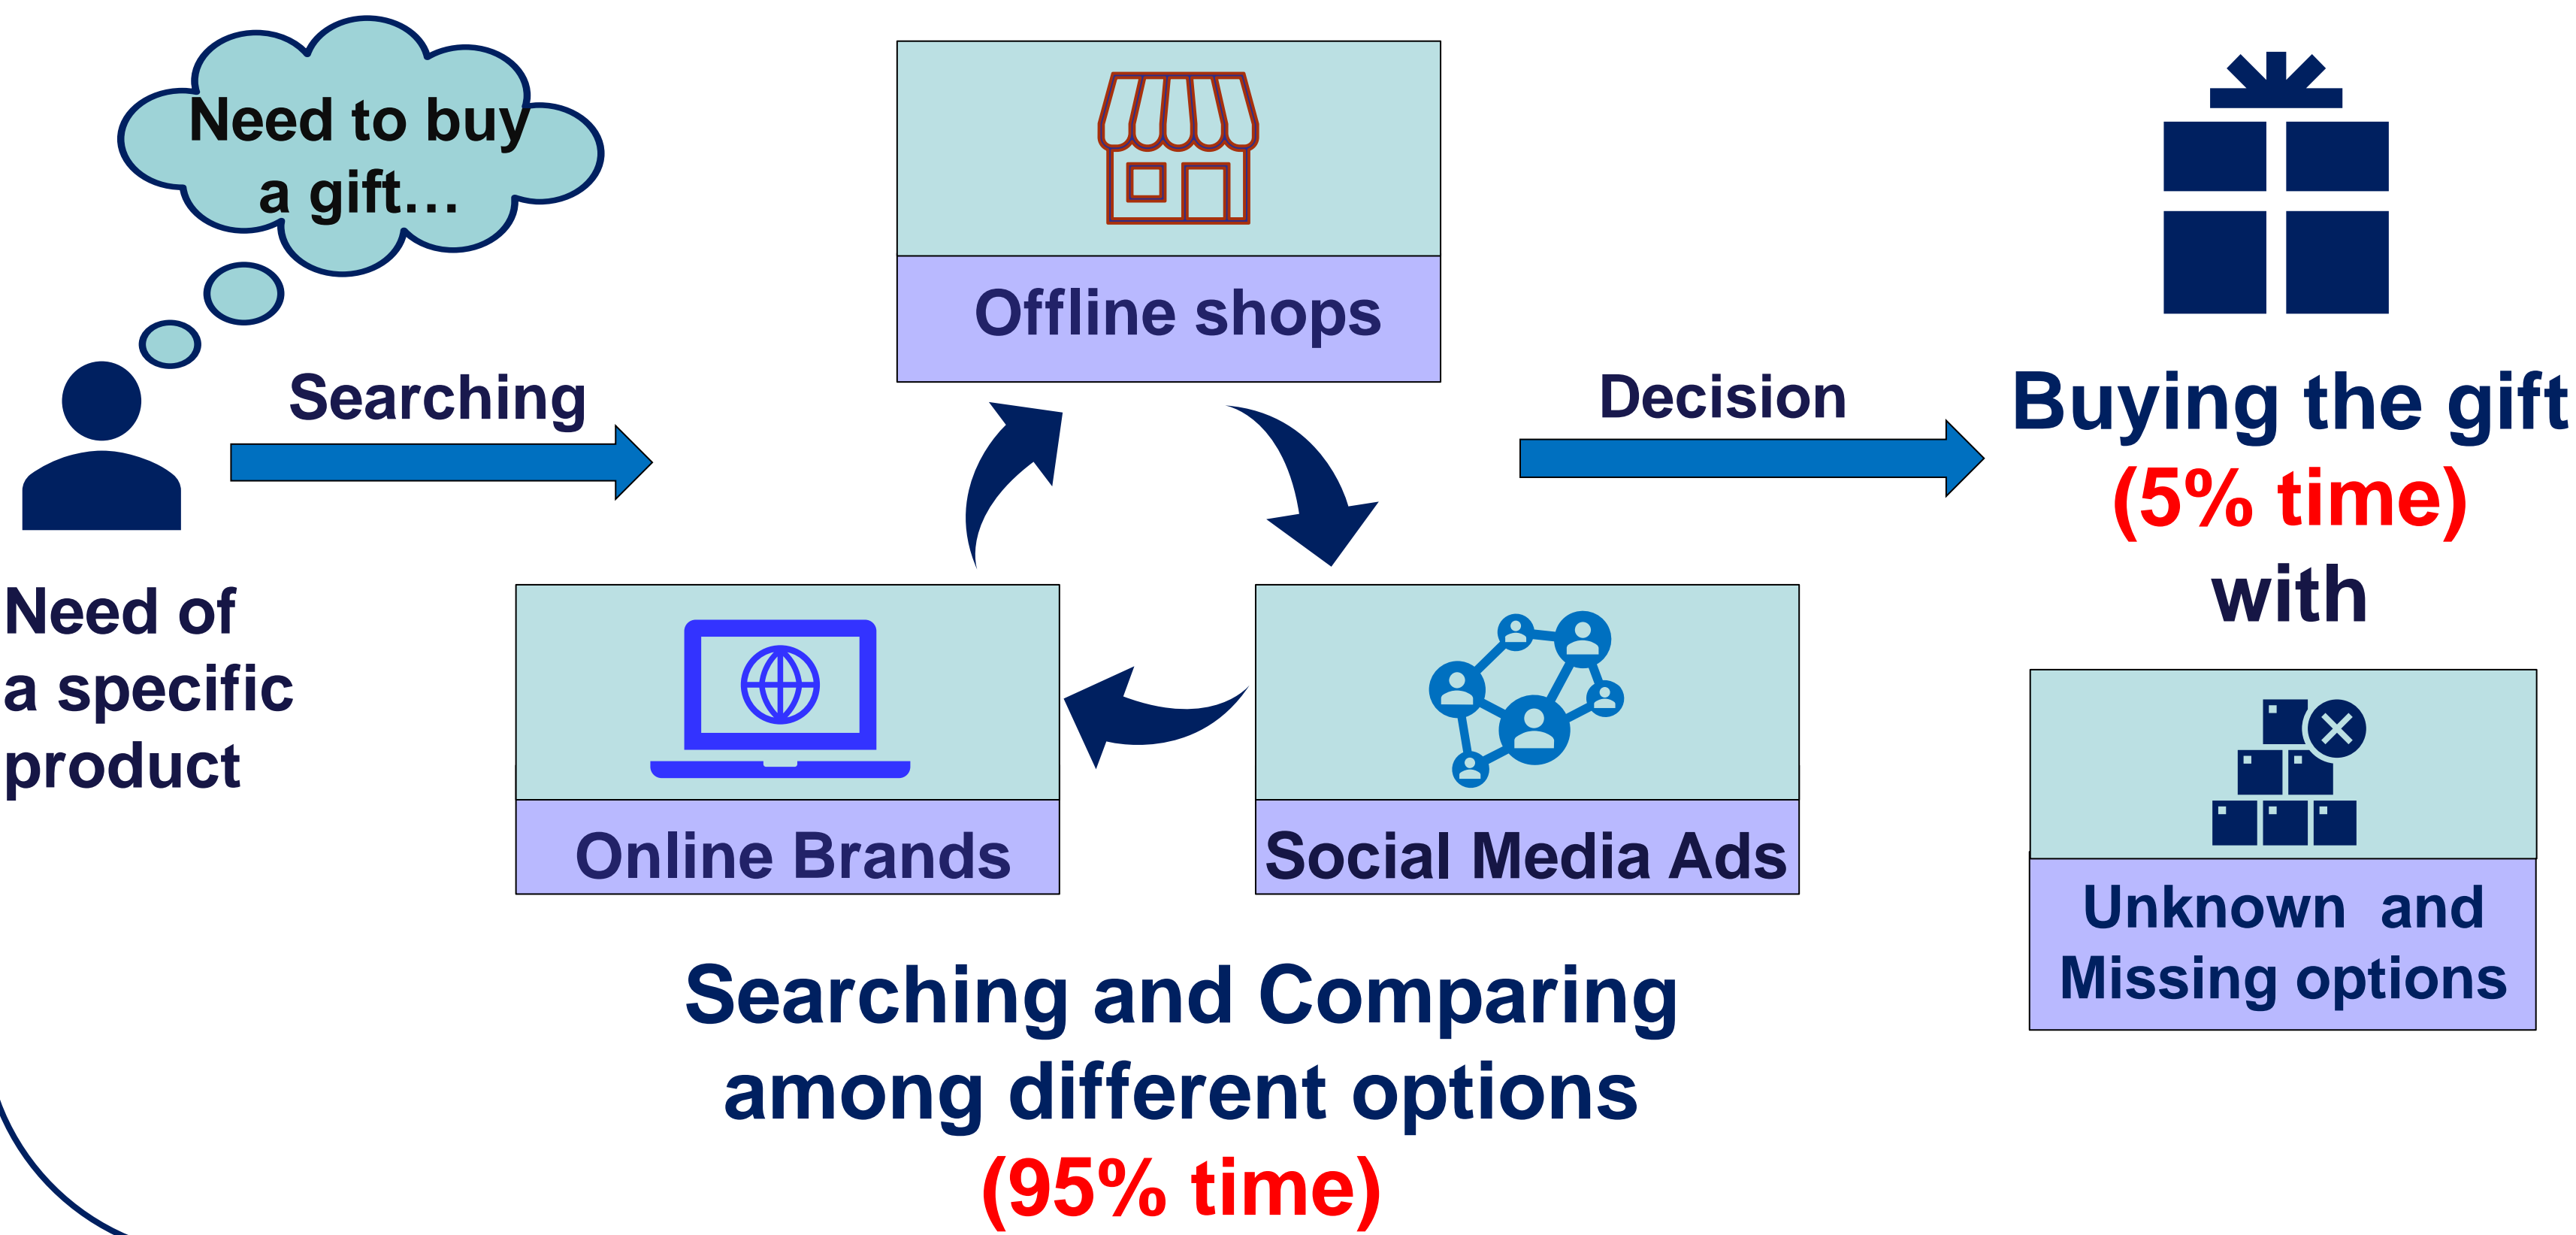 Need to buy
a gift…
Searching
Need of
a specific
product
Offline shops
Online Brands
Social Media Ads
Searching and Comparing
among different options
(95% time)
Decision
Buying the gift
(5% time)
with
Unknown and
Missing options